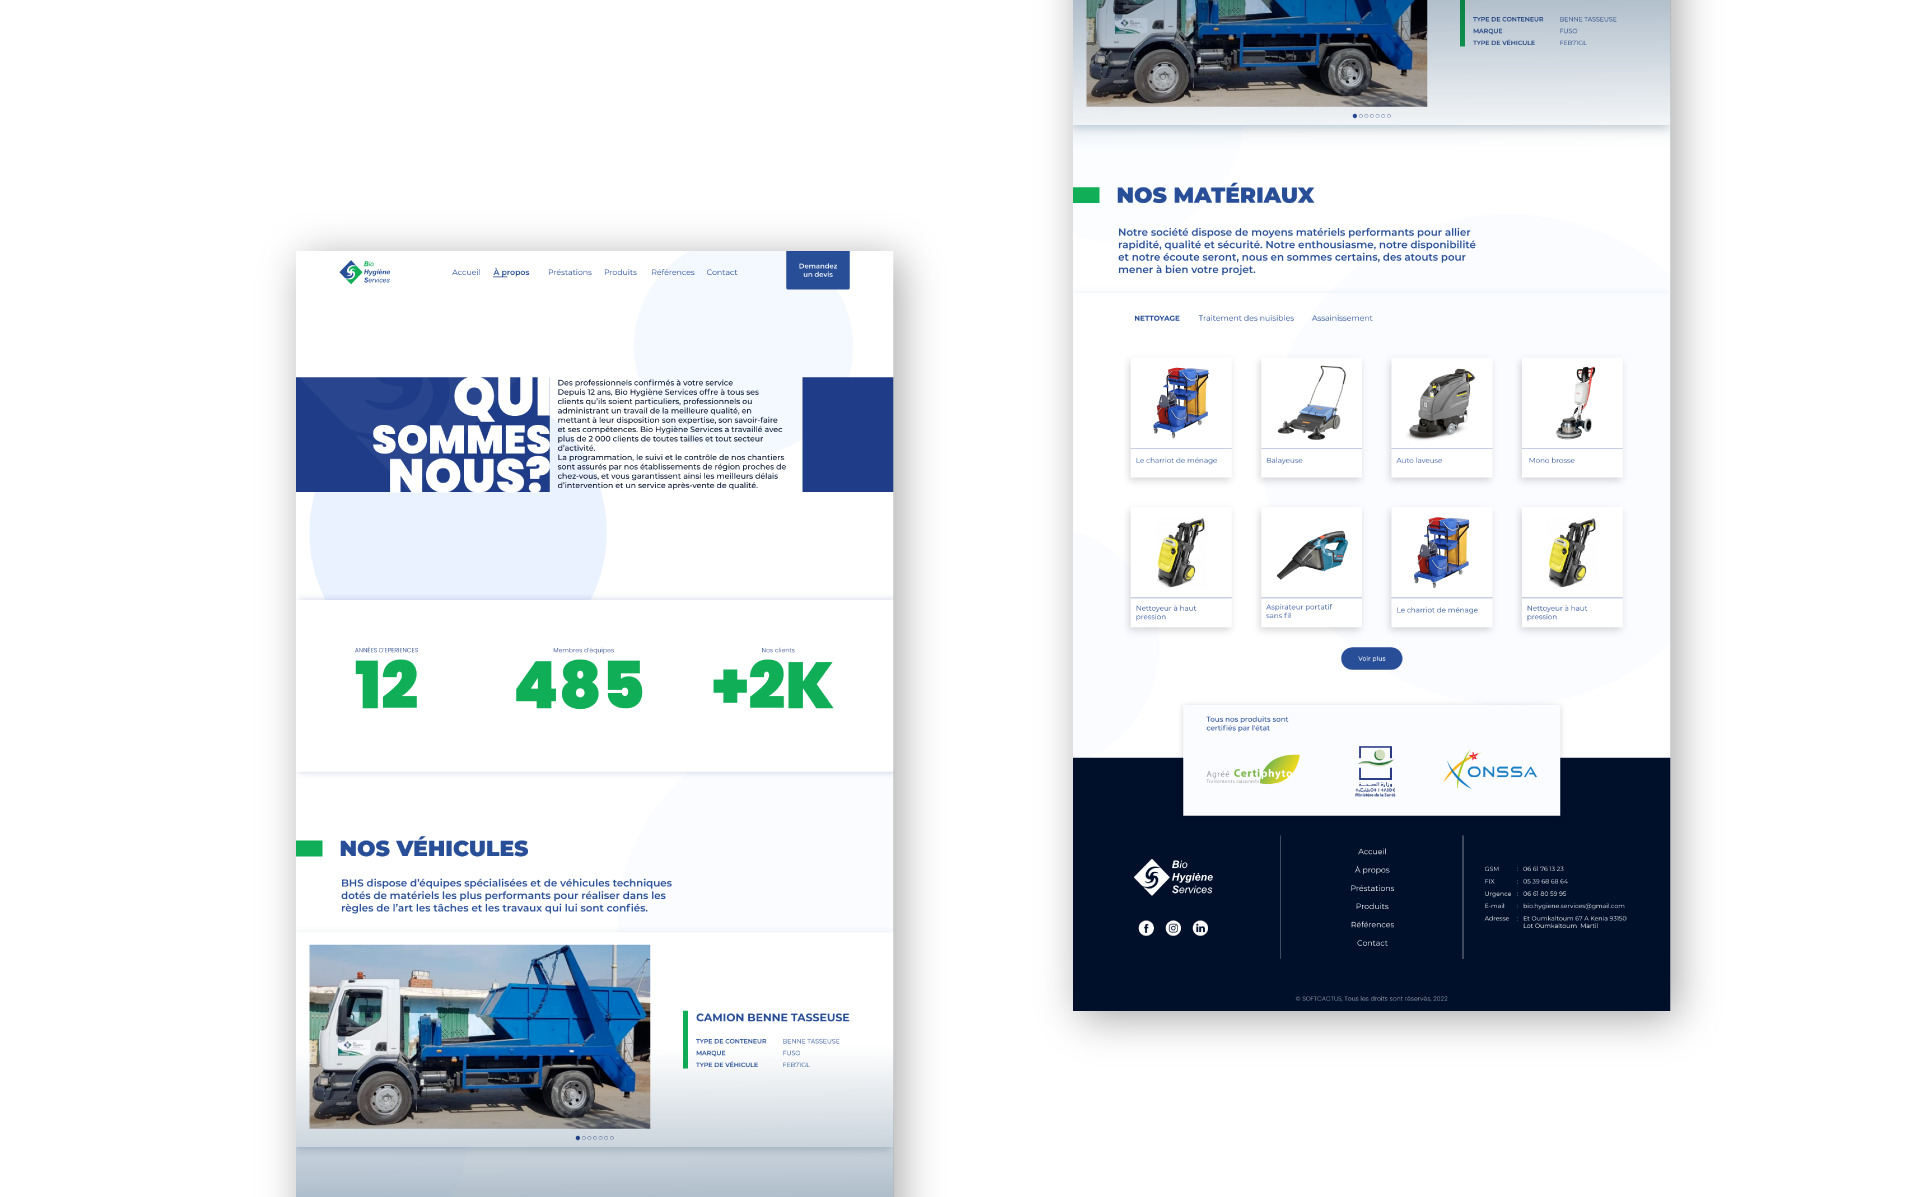 Bio
Hygiène
Services
Accueil
À propos
Préstations
Produits
Références
Contact
Demandez
un devis
QUI
SOMMES
NOUS?
Des professionnels confirmés à votre service
Depuis 12 ans, Bio Hygiène Services offre à tous ses
clients qu'ils soient particuliers, professionnels ou
administrant un travail de la meilleure qualité, en
mettant à leur disposition son expertise, son savoir-faire
et ses compétences. Bio Hygiène Services a travaillé avec
plus de 2 000 clients de toutes tailles et tout secteur
d'activité.
La programmation, le suivi et le contrôle de nos chantiers
sont assurés par nos établissements de région proches de
chez-vous, et vous garantissent ainsi les meilleurs délais
d'intervention et un service après-vente de qualité.
ANNÉES D'EPERIENCES
12
Membres d'équipes
485
Nos clients
+2K
NOS VÉHICULES
BHS dispose d'équipes spécialisées et de véhicules techniques
dotés de matériels les plus performants pour réaliser dans les
règles de l'art les tâches et les travaux qui lui sont confiés.
CAMION BENNE TASSEUSE
TYPE DE CONTENEUR BENNE TASSEUSE
MARQUE FUSO
TYPE DE VÉHICULE
TYPE DE CONTENEUR BENNE TASSEUSE
MARQUE FUSO
TYPE DE VÉHICULE
NOS MATÉRIAUX
Notre société dispose de moyens matériels performants pour allier
rapidité, qualité et sécurité. Notre enthousiasme, notre disponibilité
et notre écoute seront, nous en sommes certains, des atouts pour
mener à bien votre projet.
NETTOYAGE
Traitement des nuisibles
Assainissement
Le charriot de ménage
Balayeuse
Auto laveuse
Mono brosse
Nettoyeur à haut
pression
Aspirateur portatif
sans fil
Le charriot de ménage
Nettoyeur à haut
pression
Voir plus
Tous nos produits sont
certifiés par l'état
Agréé Certiphyto
وزارة الصحة
Ministère de la Santé
ONSSA
Bio
Hygiène
Services
Accueil
À propos
Préstations
Produits
Références
Contact
GSM : 06 61 76 13 23
FIX : 05 39 68 68 64
Urgence : 06 61 80 59 95
E-mail : bio.hygiene.services@gmail.com
Adresse : Et Oumkaltoum 67 A Kenia 93150
Lot Oumkaltoum Martil
© SOFTCACTUS, Tous les droits sont réservés, 2022